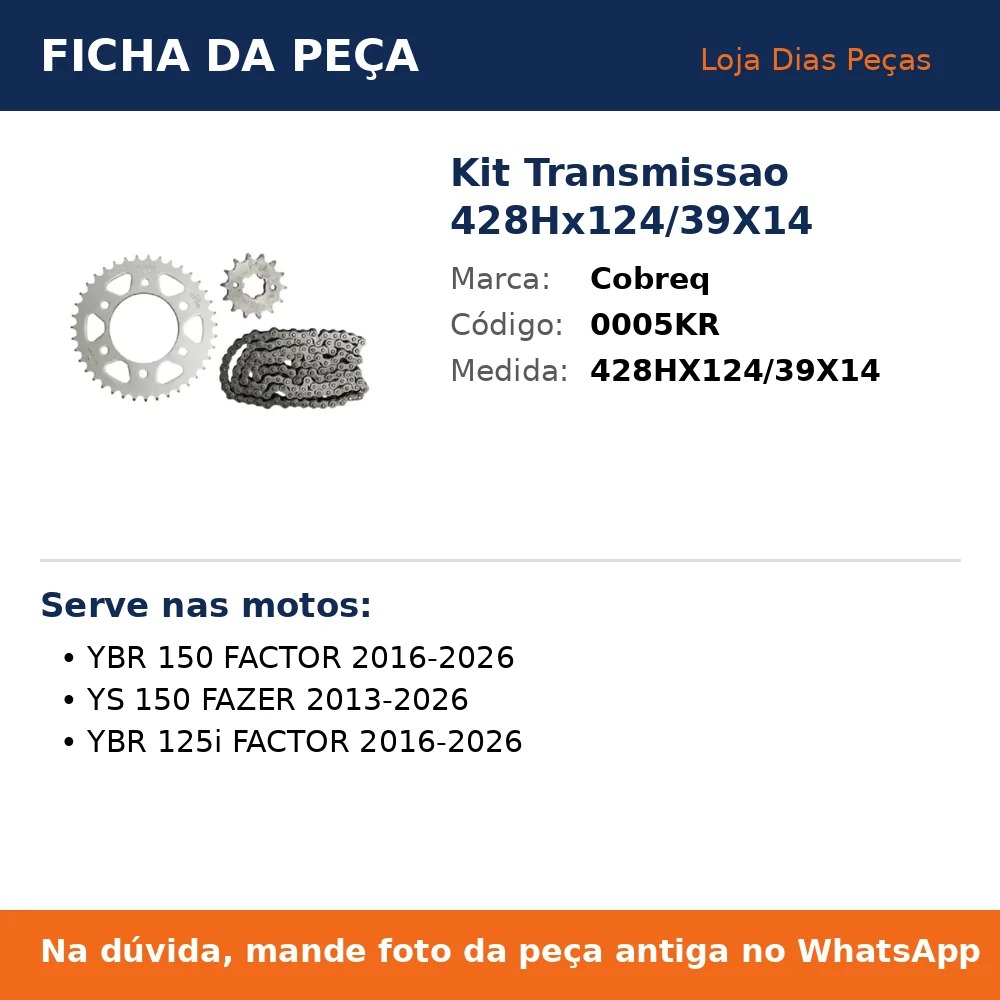 FICHA DA PEÇA
Loja Dias Peças
Kit Transmissao
428Hx124/39X14
Marca: Cobreq
Código: 0005KR
Medida: 428HX124/39X14
Serve nas motos:
• YBR 150 FACTOR 2016-2026
• YS 150 FAZER 2013-2026
• YBR 125i FACTOR 2016-2026
Na dúvida, mande foto da peça antiga no WhatsApp